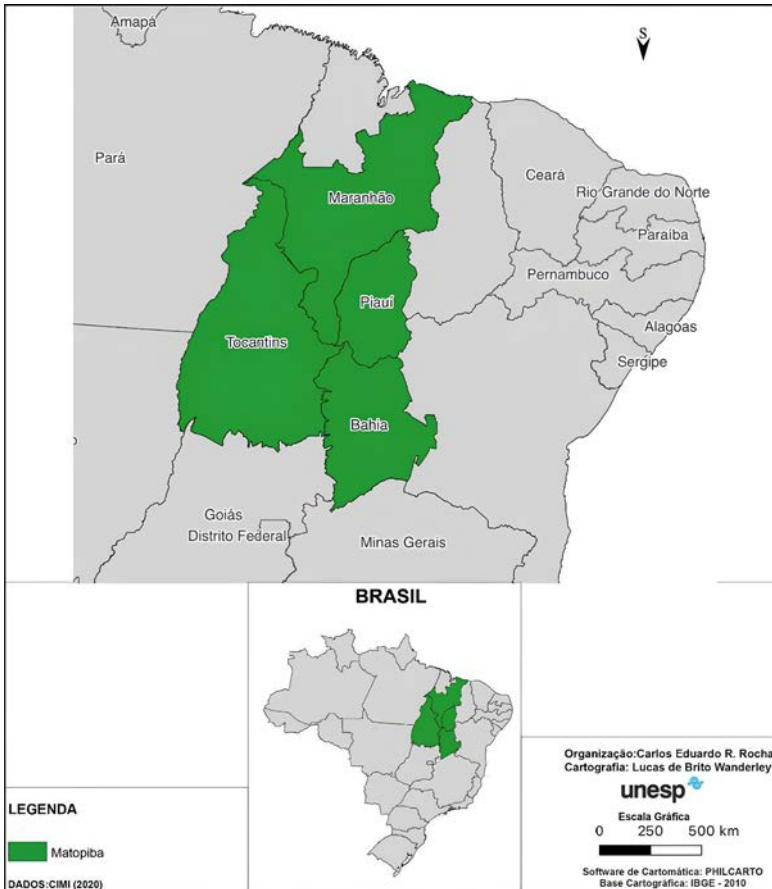 Amapá
S
Pará
Ceará
Rio Grande do Norte
Maranhão
Paraíba
Pernambuco
Piauí
Alagoas
Tocantins
Sergipe
Bahia
Goiás
Distrito Federal
Minas Gerais
BRASIL
LEGENDA
Matopiba
DADOS:CIMI (2020)
Organização:Carlos Eduardo R. Rocha
Cartografia: Lucas de Brito Wanderley
unesp
Escala Gráfica
0 250 500 km
Software de Cartomática: PHILCARTO
Base Cartográfica: IBGE - 2010